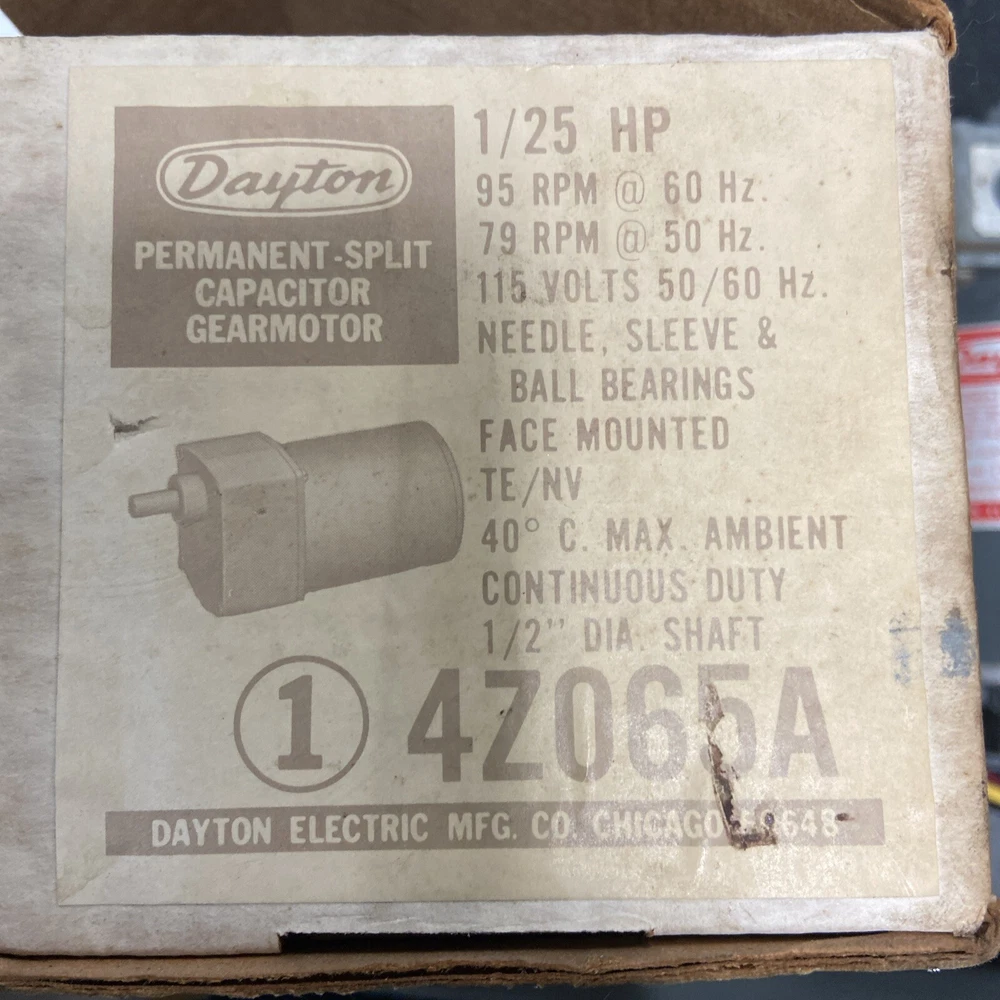 Dayton
PERMANENT-SPLIT
CAPACITOR
GEARMOTOR
1/25 HP
95 RPM @ 60 Hz.
79 RPM @ 50 Hz.
115 VOLTS 50/60 Hz.
NEEDLE, SLEEVE &
BALL BEARINGS
FACE MOUNTED
TE/NV
40° C. MAX. AMBIENT
CONTINUOUS DUTY
1/2" DIA. SHAFT
1 4Z065A
DAYTON ELECTRIC MFG. CO. CHICAGO